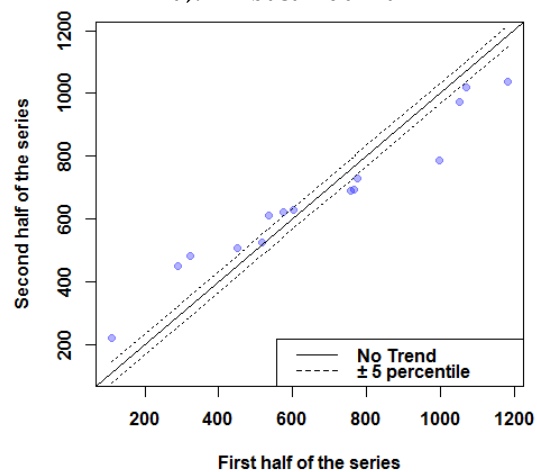 1200
1000
800
600
400
200
Second half of the series
No Trend
± 5 percentile
200 400 600 800 1000 1200
First half of the series